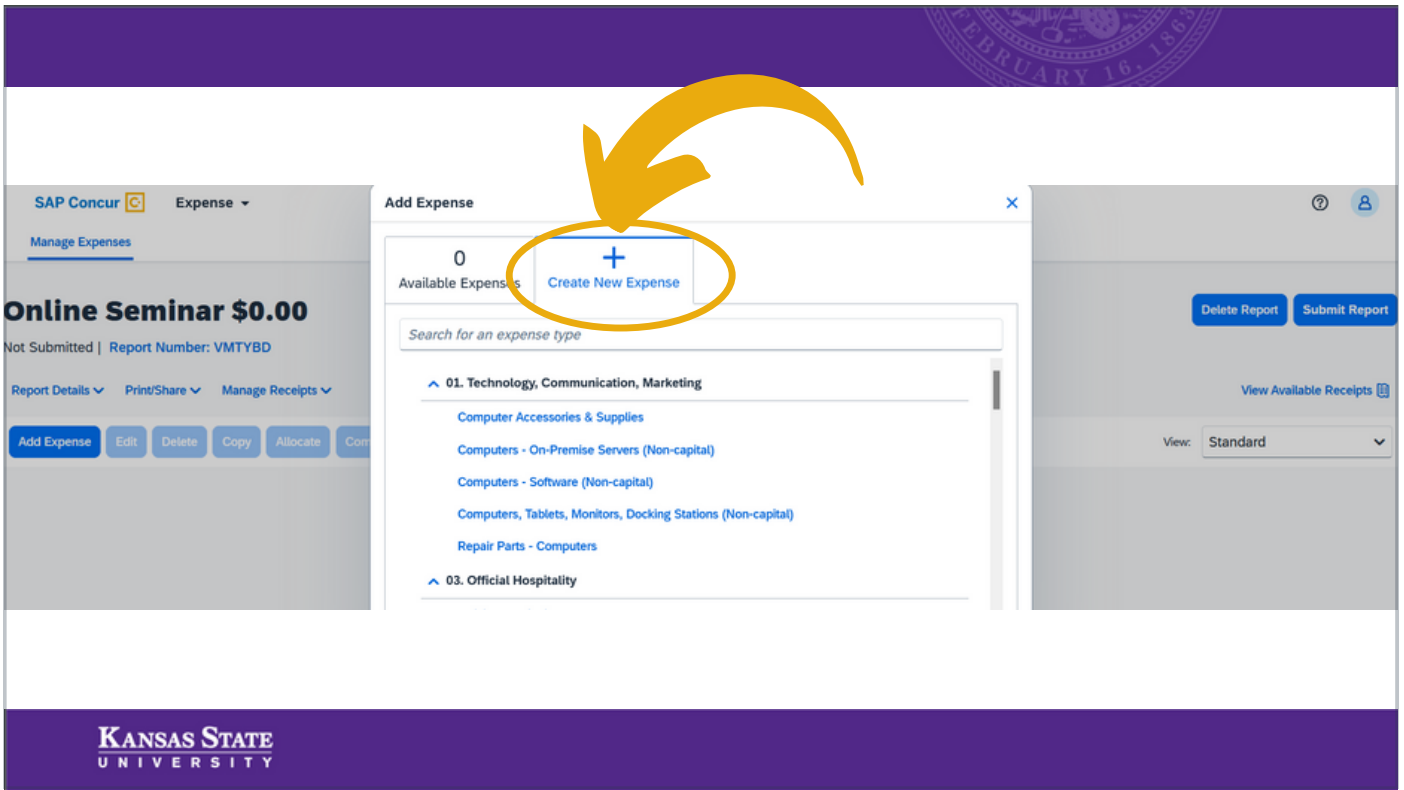 FEBRUARY 16, 1863
SAP Concur C Expense
Manage Expenses
Online Seminar $0.00
Not Submitted | Report Number: VMTYBD
Report Details Print/Share Manage Receipts
Add Expense Edit Delete Copy Allocate Com
Add Expense
0
Available Expenses
Create New Expense
Search for an expense type
01. Technology, Communication, Marketing
Computer Accessories & Supplies
Computers - On-Premise Servers (Non-capital)
Computers - Software (Non-capital)
Computers, Tablets, Monitors, Docking Stations (Non-capital)
Repair Parts - Computers
03. Official Hospitality
Delete Report Submit Report
View Available Receipts
View: Standard
KANSAS STATE
UNIVERSITY